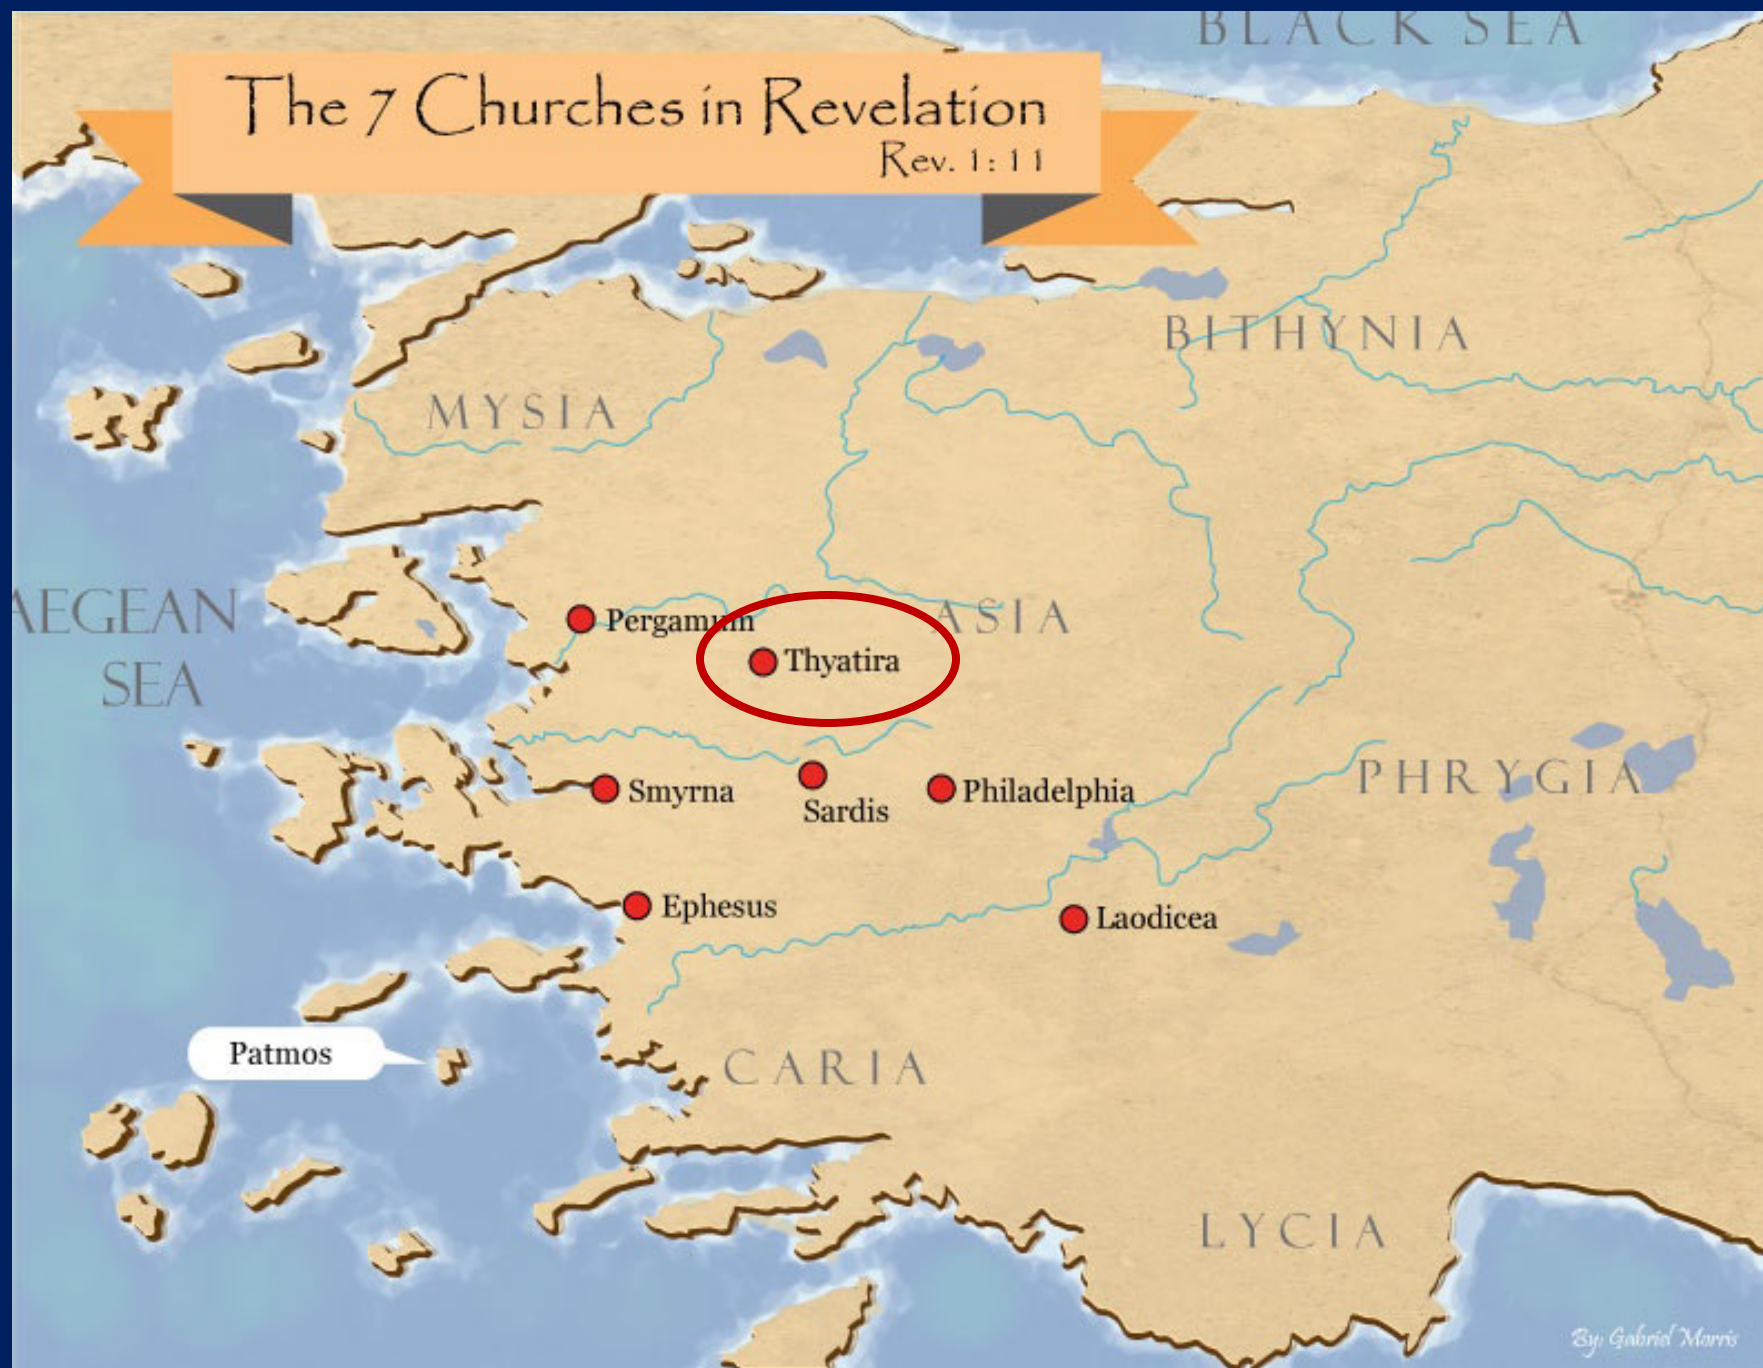 BLACK SEA
The 7 Churches in Revelation
Rev. 1:11
BITHYNIA
MYSIA
AEGEAN
SEA
ASIA
Pergamum
Thyatira
PHRYGIA
Smyrna
Sardis
Philadelphia
Ephesus
Laodicea
Patmos
CARIA
LYCIA
By: Gabriel Morris